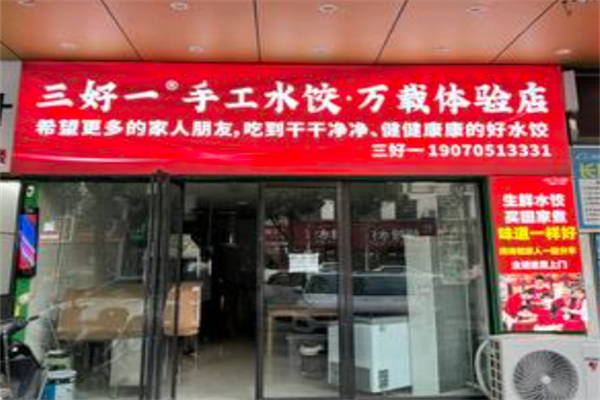 三好一®手工水饺·万载体验店
希望更多的家人朋友,吃到干干净净、健健康康的好水饺
三好一 19070513331
生鲜水饺
买回家煮
味道一样好